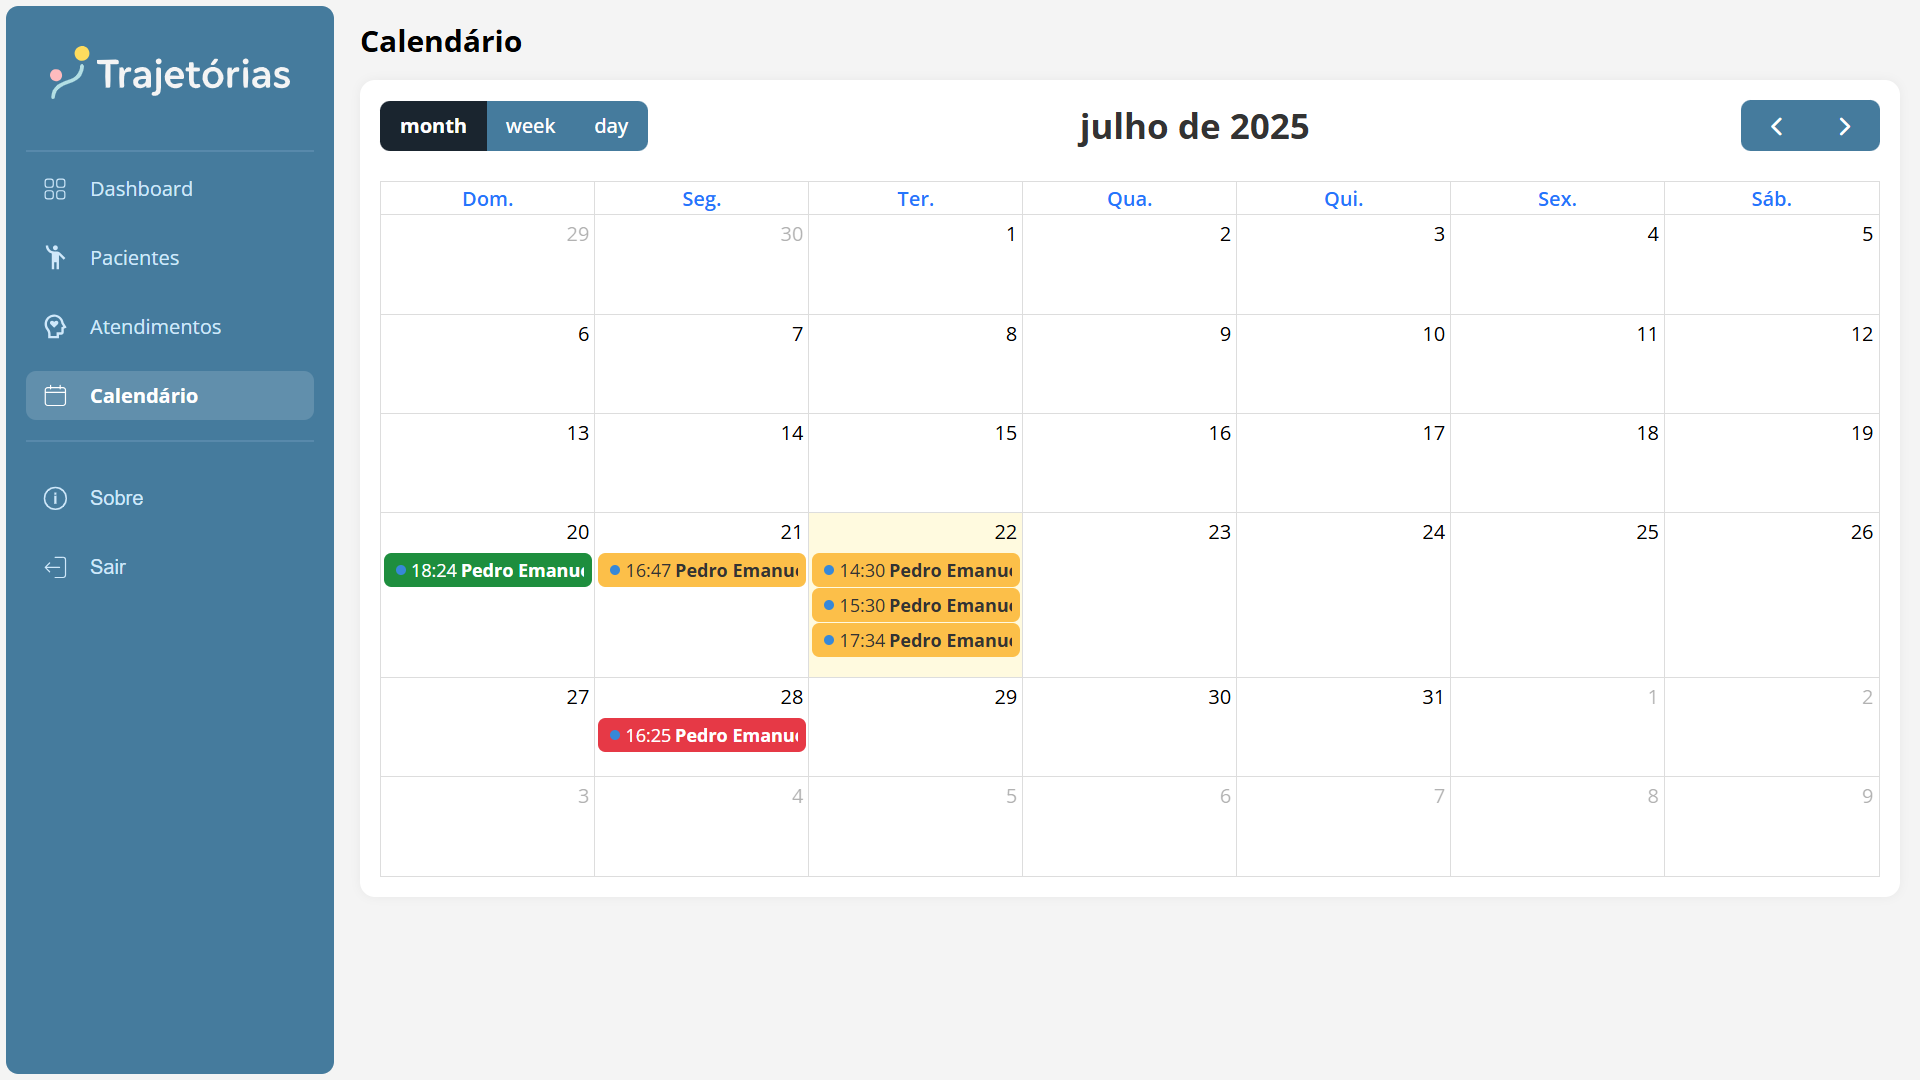 Trajetórias
Dashboard
Pacientes
Atendimentos
Calendário
Sobre
Sair
Calendário
month week day
julho de 2025
Dom. Seg. Ter. Qua. Qui. Sex. Sáb.
29 30 1 2 3 4 5
6 7 8 9 10 11 12
13 14 15 16 17 18 19
20 21 22 23 24 25 26
18:24 Pedro Emanu
16:47 Pedro Emanu
14:30 Pedro Emanu
15:30 Pedro Emanu
17:34 Pedro Emanu
27 28 29 30 31 1 2
16:25 Pedro Emanu
3 4 5 6 7 8 9